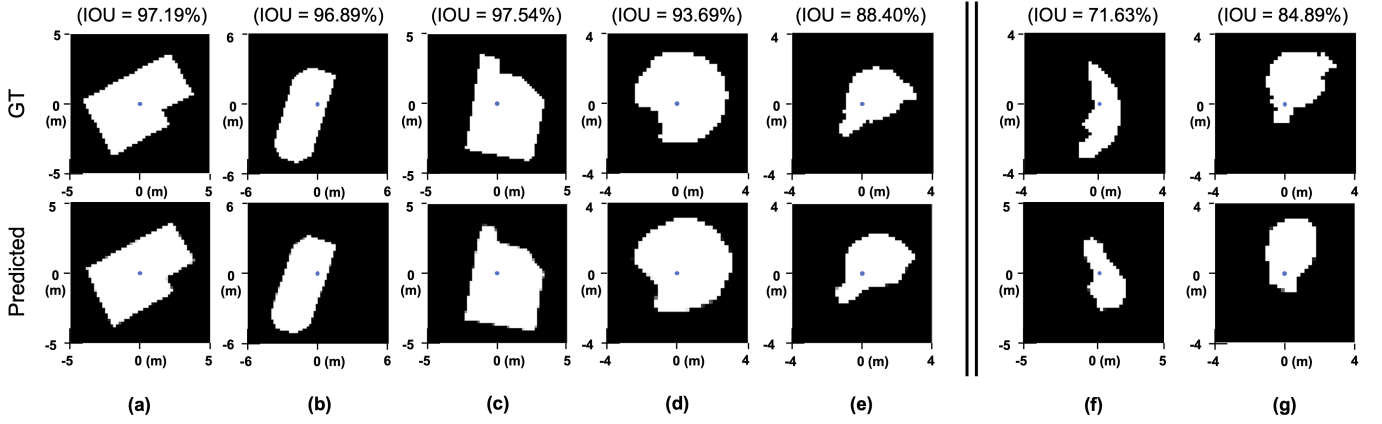 (IOU = 97.19%) (IOU = 96.89%) (IOU = 97.54%) (IOU = 93.69%) (IOU = 88.40%) (IOU = 71.63%) (IOU = 84.89%)
GT
5 0 (m) -5 -5 0 (m) 5
6 0 (m) -6 -6 0 (m) 6
5 0 (m) -5 -5 0 (m) 5
4 0 (m) -4 -4 0 (m) 4
4 0 (m) -4 -4 0 (m) 4
4 0 (m) -4 -4 0 (m) 4
4 0 (m) -4 -4 0 (m) 4
Predicted
5 0 (m) -5 -5 0 (m) 5
6 0 (m) -6 -6 0 (m) 6
5 0 (m) -5 -5 0 (m) 5
4 0 (m) -4 -4 0 (m) 4
4 0 (m) -4 -4 0 (m) 4
5 0 (m) -5 -5 0 (m) 5
4 0 (m) -4 -4 0 (m) 4
(a) (b) (c) (d) (e) (f) (g)